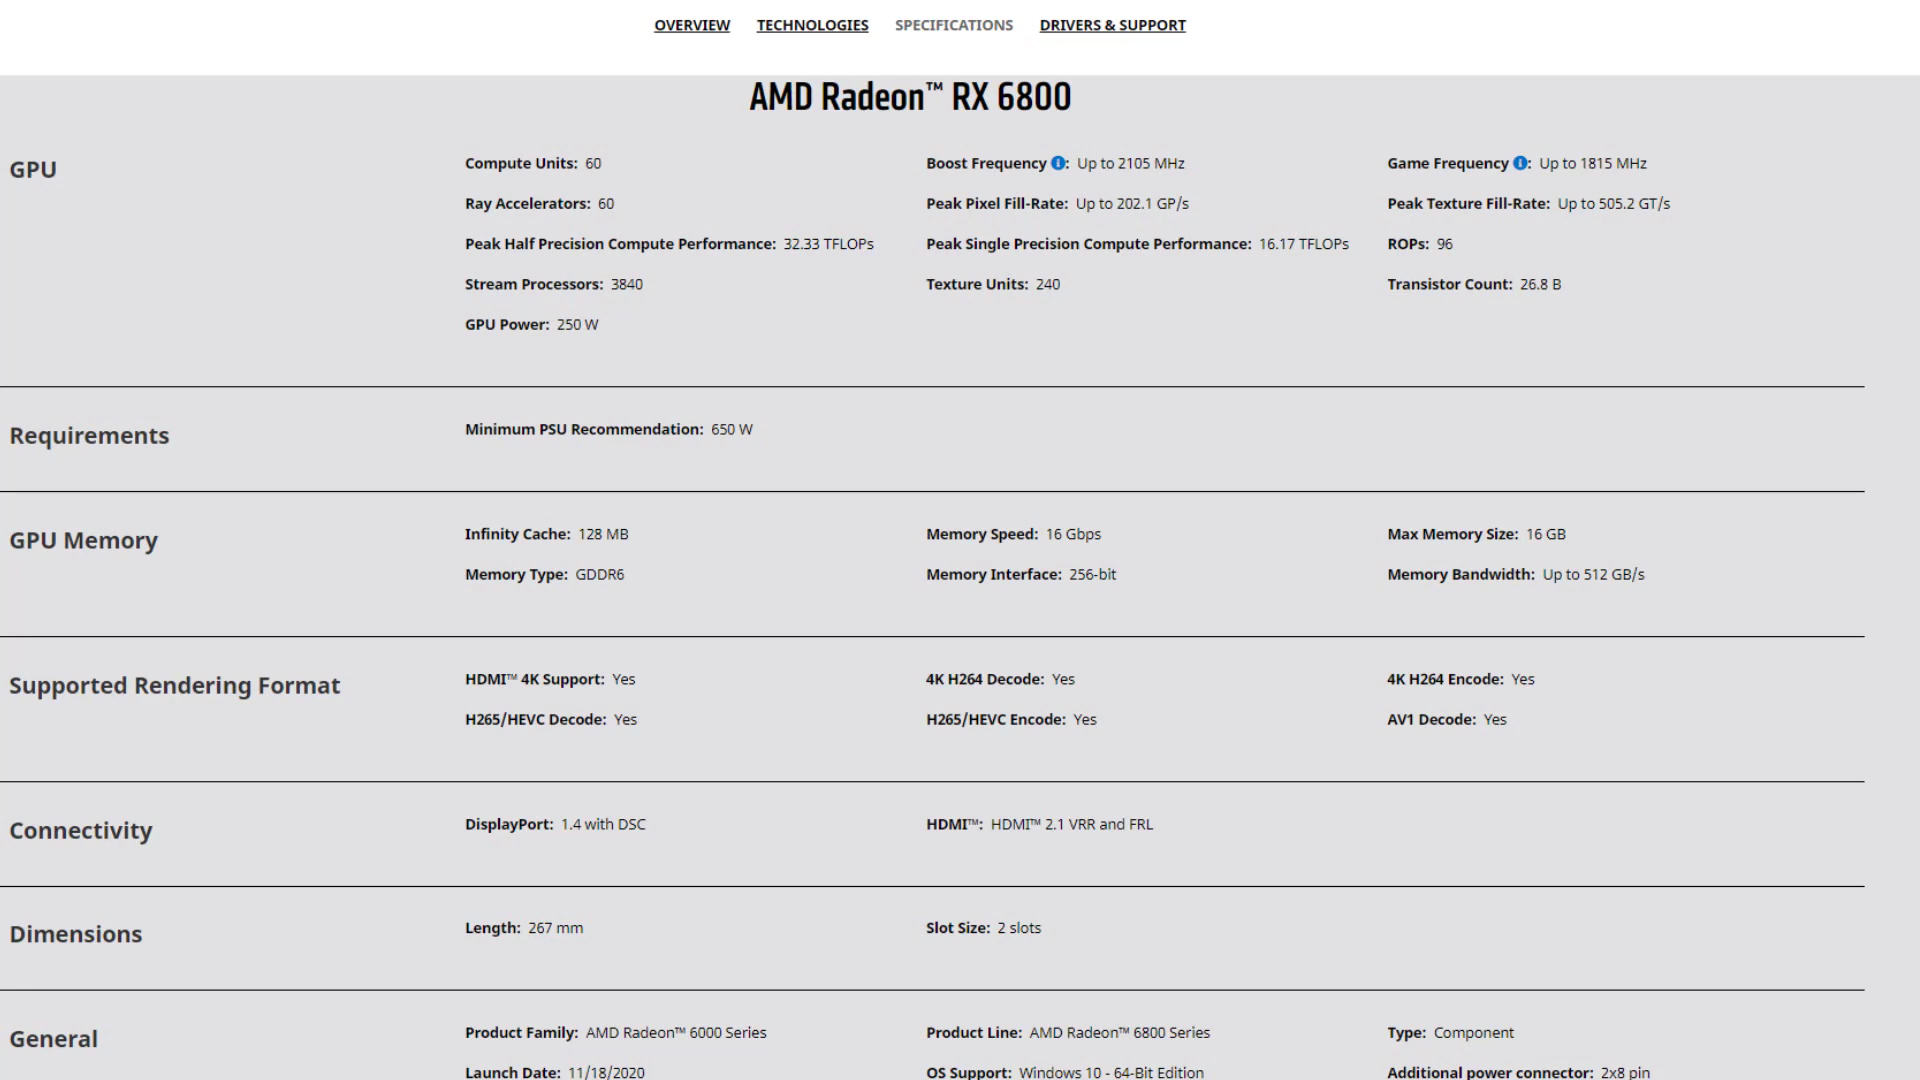 OVERVIEW TECHNOLOGIES SPECIFICATIONS DRIVERS & SUPPORT
AMD Radeon™ RX 6800
GPU
Compute Units: 60 Boost Frequency : Up to 2105 MHz Game Frequency : Up to 1815 MHz
Ray Accelerators: 60 Peak Pixel Fill-Rate: Up to 202.1 GP/s Peak Texture Fill-Rate: Up to 505.2 GT/s
Peak Half Precision Compute Performance: 32.33 TFLOPs Peak Single Precision Compute Performance: 16.17 TFLOPs ROPs: 96
Stream Processors: 3840 Texture Units: 240 Transistor Count: 26.8 B
GPU Power: 250 W
Requirements
Minimum PSU Recommendation: 650 W
GPU Memory
Infinity Cache: 128 MB Memory Speed: 16 Gbps Max Memory Size: 16 GB
Memory Type: GDDR6 Memory Interface: 256-bit Memory Bandwidth: Up to 512 GB/s
Supported Rendering Format
HDMI™ 4K Support: Yes 4K H264 Decode: Yes 4K H264 Encode: Yes
H265/HEVC Decode: Yes H265/HEVC Encode: Yes AV1 Decode: Yes
Connectivity
DisplayPort: 1.4 with DSC HDMI™: HDMI™ 2.1 VRR and FRL
Dimensions
Length: 267 mm Slot Size: 2 slots
General
Product Family: AMD Radeon™ 6000 Series Product Line: AMD Radeon™ 6800 Series Type: Component
Launch Date: 11/18/2020 OS Support: Windows 10 - 64-Bit Edition Additional power connector: 2x8 pin